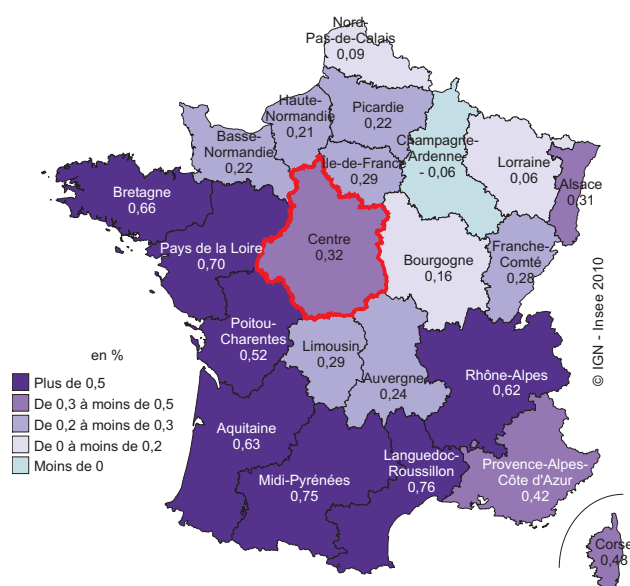 Nord-
Pas-de-Calais
0,09
Haute-
Normandie
0,21
Picardie
0,22
Basse-
Normandie
0,22
Île-de-France
0,29
Champagne-
Ardenne
- 0,06
Lorraine
0,06
Alsace
0,31
Bretagne
0,66
Pays de la Loire
0,70
Centre
0,32
Bourgogne
0,16
Franche-
Comté
0,28
Poitou-
Charentes
0,52
Limousin
0,29
Auvergne
0,24
Rhône-Alpes
0,62
Aquitaine
0,63
Midi-Pyrénées
0,75
Languedoc-
Roussillon
0,76
Provence-Alpes-
Côte d'Azur
0,42
Corse
0,48
en %
Plus de 0,5
De 0,3 à moins de 0,5
De 0,2 à moins de 0,3
De 0 à moins de 0,2
Moins de 0
© IGN - Insee 2010